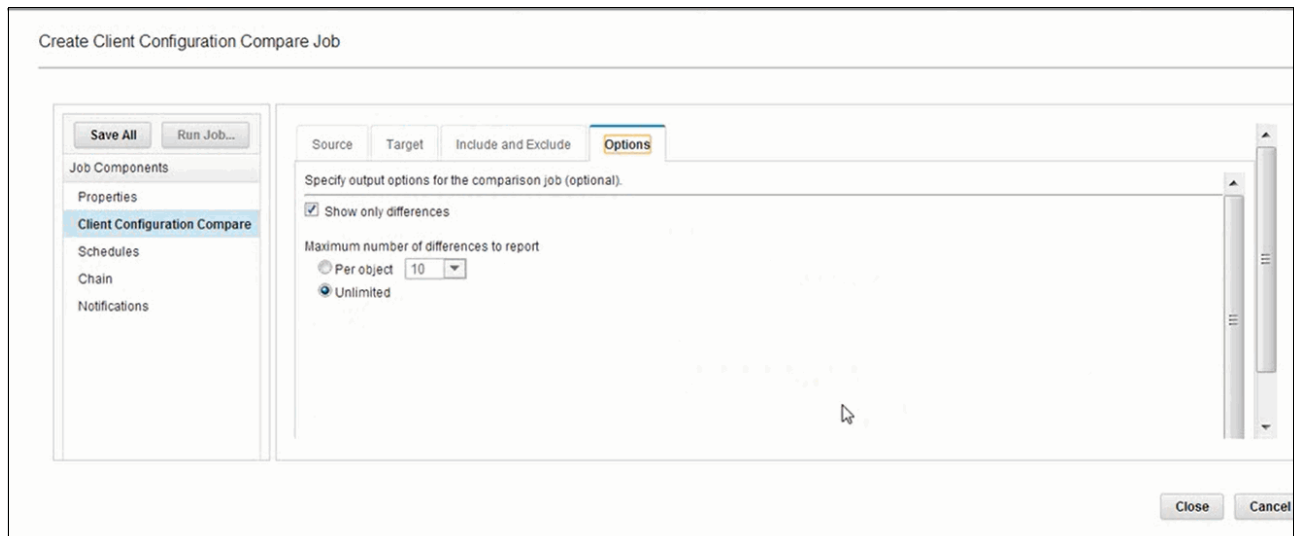 Create Client Configuration Compare Job
Save All Run Job...
Job Components
Properties
Client Configuration Compare
Schedules
Chain
Notifications
Source Target Include and Exclude Options
Specify output options for the comparison job (optional).
Show only differences
Maximum number of differences to report
Per object 10
Unlimited
Close Cancel